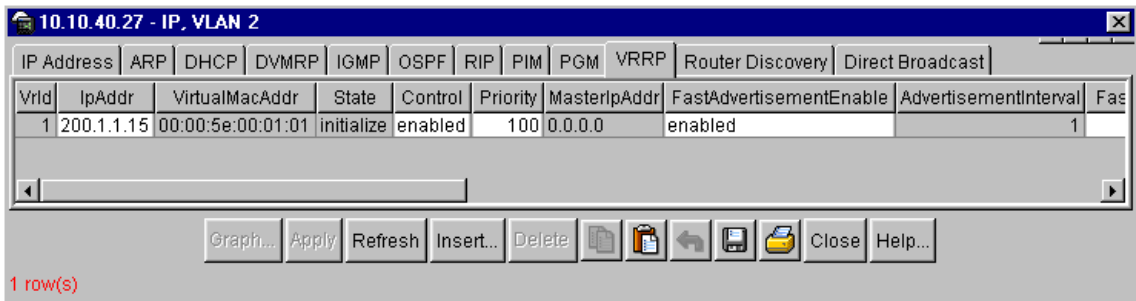 10.10.40.27 - IP, VLAN 2
IP Address ARP DHCP DVMRP IGMP OSPF RIP PIM PGM VRRP Router Discovery Direct Broadcast
VrId IpAddr VirtualMacAddr State Control Priority MasterIpAddr FastAdvertisementEnable AdvertisementInterval Fas
1 200.1.1.15 00:00:5e:00:01:01 initialize enabled 100 0.0.0.0 enabled 1
Graph... Apply Refresh Insert... Delete Close Help...
1 row(s)